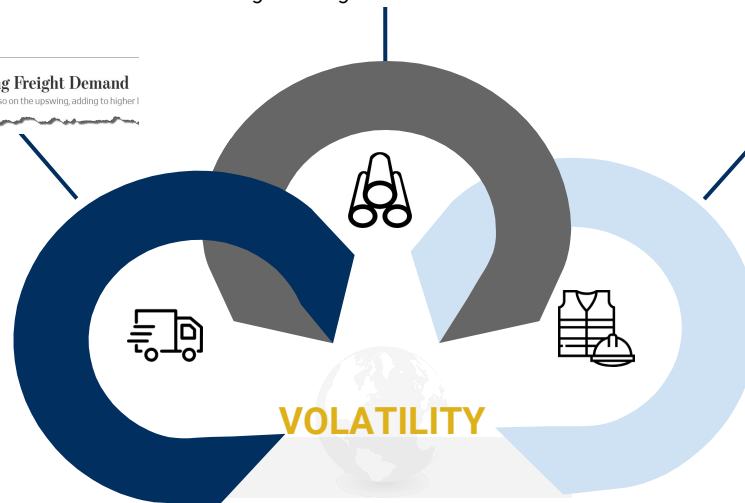 g Freight Demand
so on the upswing, adding to higher
VOLATILITY